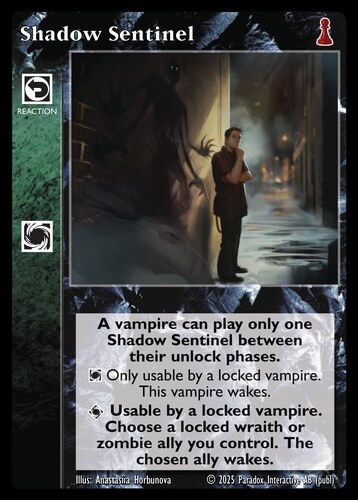 Shadow Sentinel
REACTION
A vampire can play only one
Shadow Sentinel between
their unlock phases.
Only usable by a locked vampire.
This vampire wakes.
Usable by a locked vampire.
Choose a locked wraith or
zombie ally you control. The
chosen ally wakes.
Illus: Anastasiia Horbunova
© 2025 Paradox Interactive AB (publ)